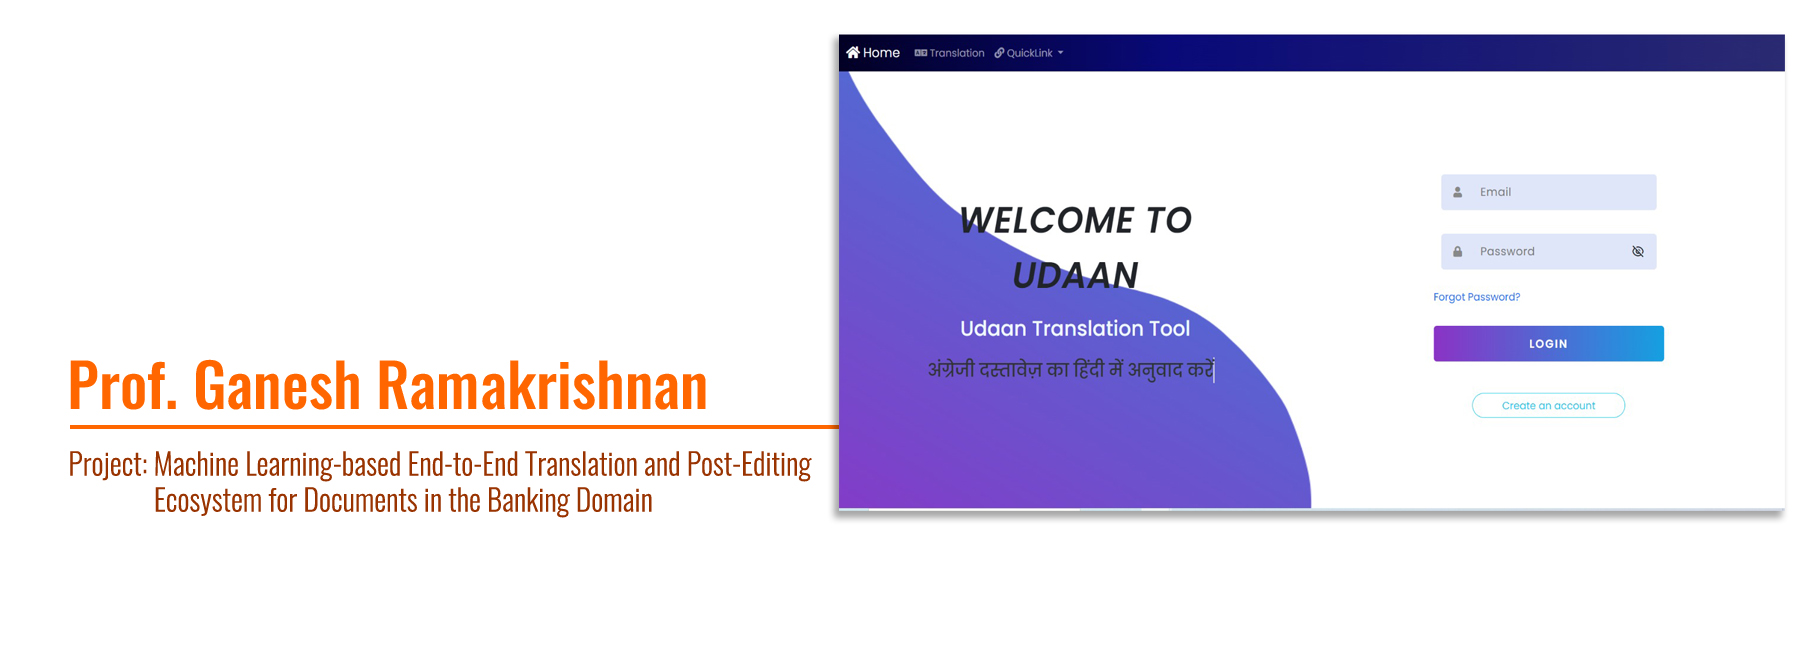 Prof. Ganesh Ramakrishnan
Project: Machine Learning-based End-to-End Translation and Post-Editing
Ecosystem for Documents in the Banking Domain
Home Translation QuickLink
WELCOME TO
UDAAN
Udaan Translation Tool
अंग्रेजी दस्तावेज़ का हिंदी में अनुवाद करें
Email
Password
Forgot Password?
LOGIN
Create an account